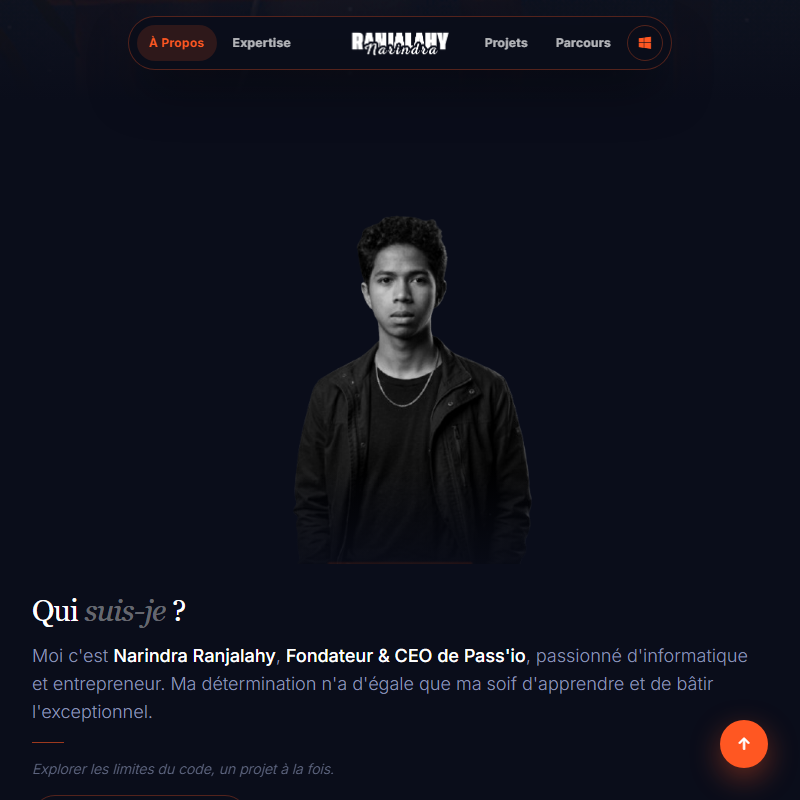 À Propos
Expertise
RANJALAHY
Narindra
Projets
Parcours
Qui suis-je ?
Moi c'est Narindra Ranjalahy, Fondateur & CEO de Pass'io, passionné d'informatique
et entrepreneur. Ma détermination n'a d'égale que ma soif d'apprendre et de bâtir
l'exceptionnel.
Explorer les limites du code, un projet à la fois.